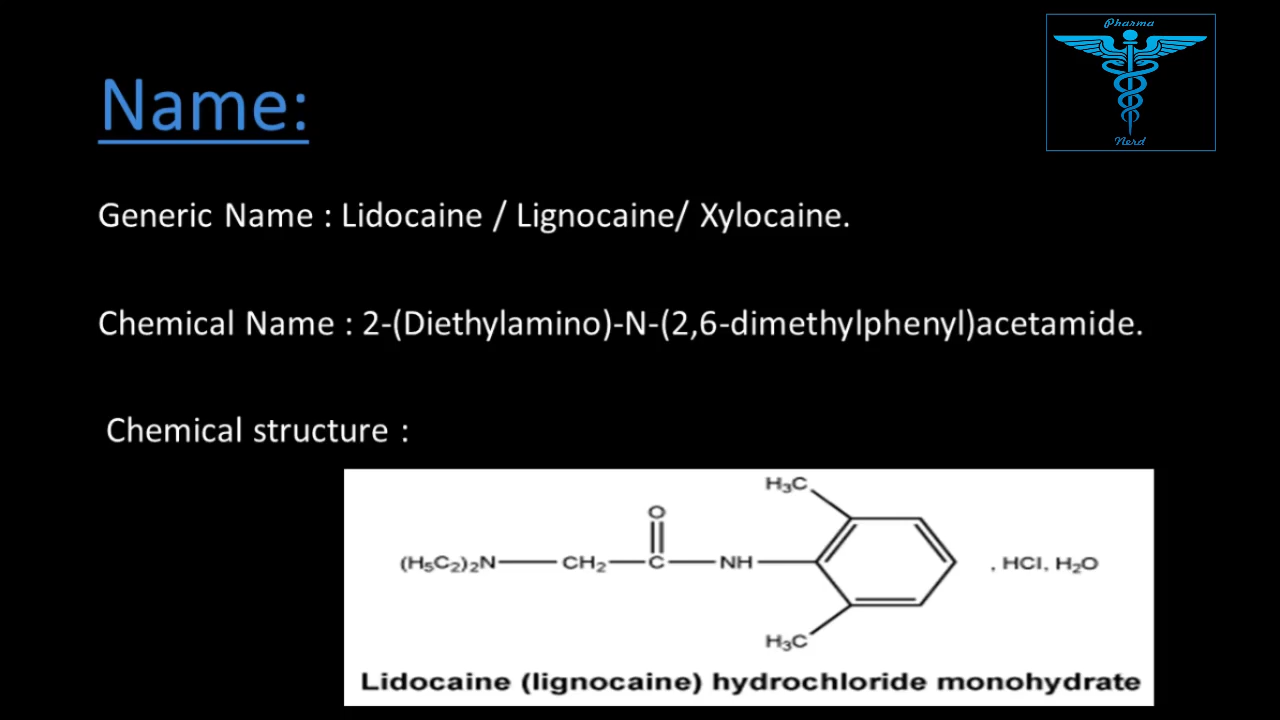 Pharma
Nerd
Name:
Generic Name : Lidocaine / Lignocaine/ Xylocaine.
Chemical Name : 2-(Diethylamino)-N-(2,6-dimethylphenyl)acetamide.
Chemical structure :
H₃C
O
(H₅C₂)₂N CH₂ C NH , HCl, H₂O
H₃C
Lidocaine (lignocaine) hydrochloride monohydrate